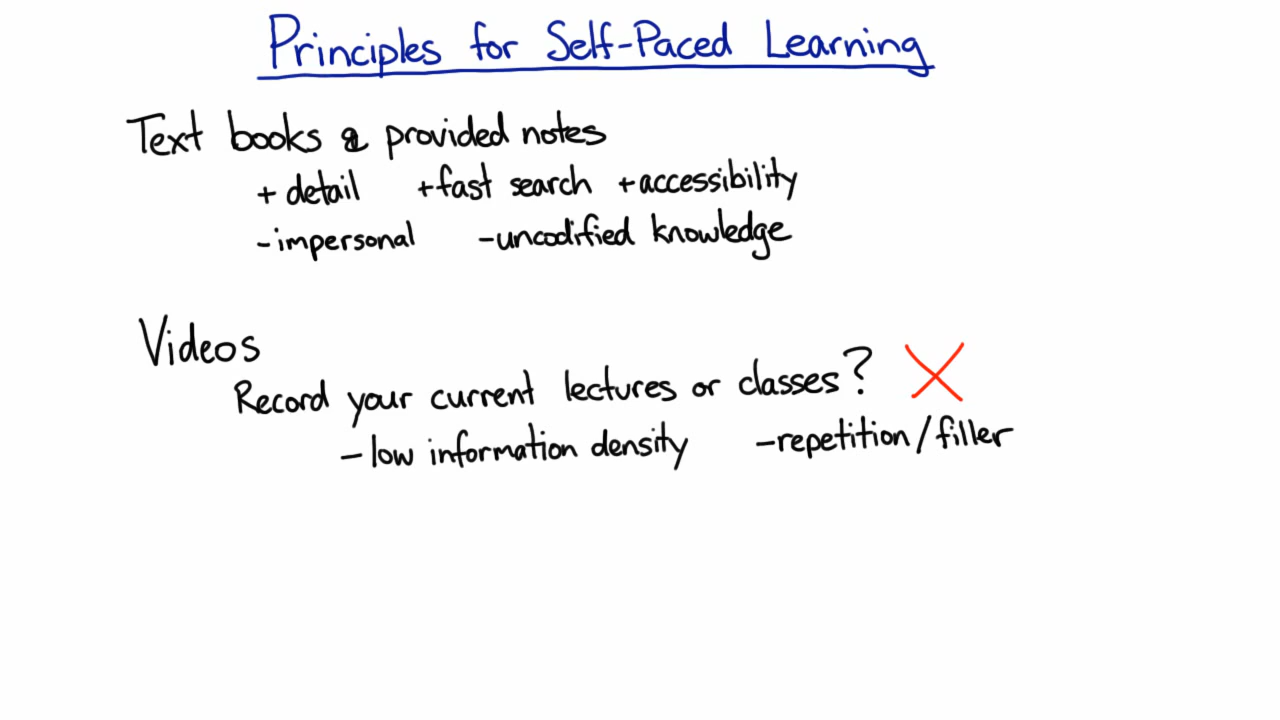 Principles for Self-Paced Learning
Text books & provided notes
+ detail +fast search +accessibility
-impersonal -uncodified knowledge
Videos
Record your current lectures or classes? X
-low information density -repetition/filler